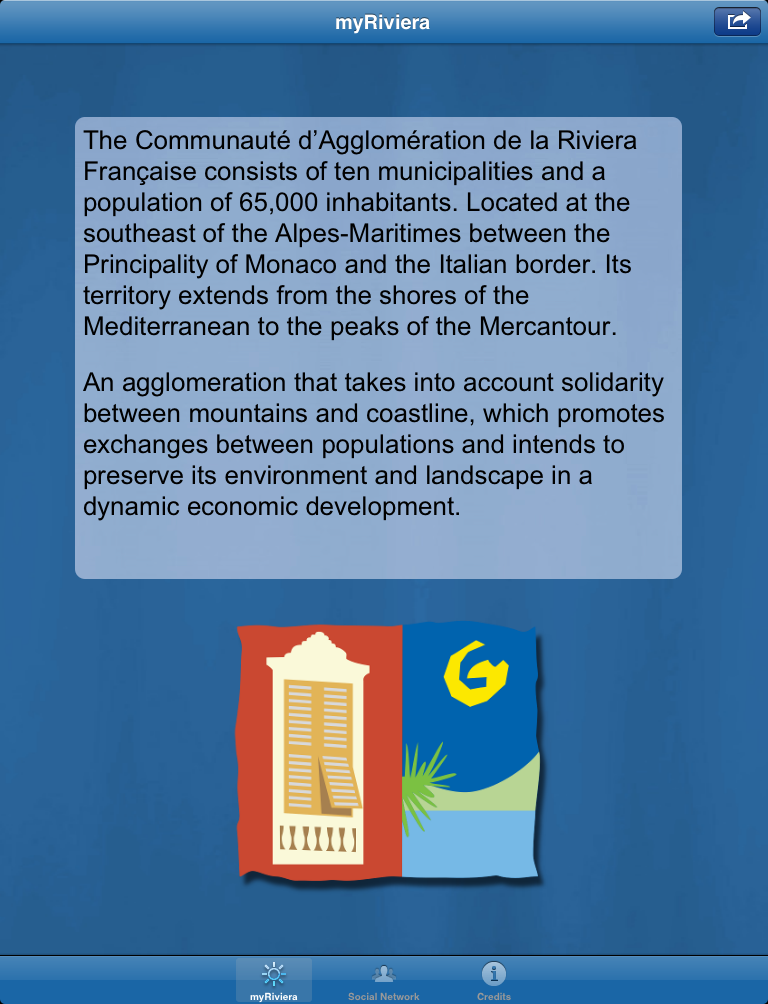 myRiviera
The Communauté d’Agglomération de la Riviera
Française consists of ten municipalities and a
population of 65,000 inhabitants. Located at the
southeast of the Alpes-Maritimes between the
Principality of Monaco and the Italian border. Its
territory extends from the shores of the
Mediterranean to the peaks of the Mercantour.
An agglomeration that takes into account solidarity
between mountains and coastline, which promotes
exchanges between populations and intends to
preserve its environment and landscape in a
dynamic economic development.
myRiviera
Social Network
Credits